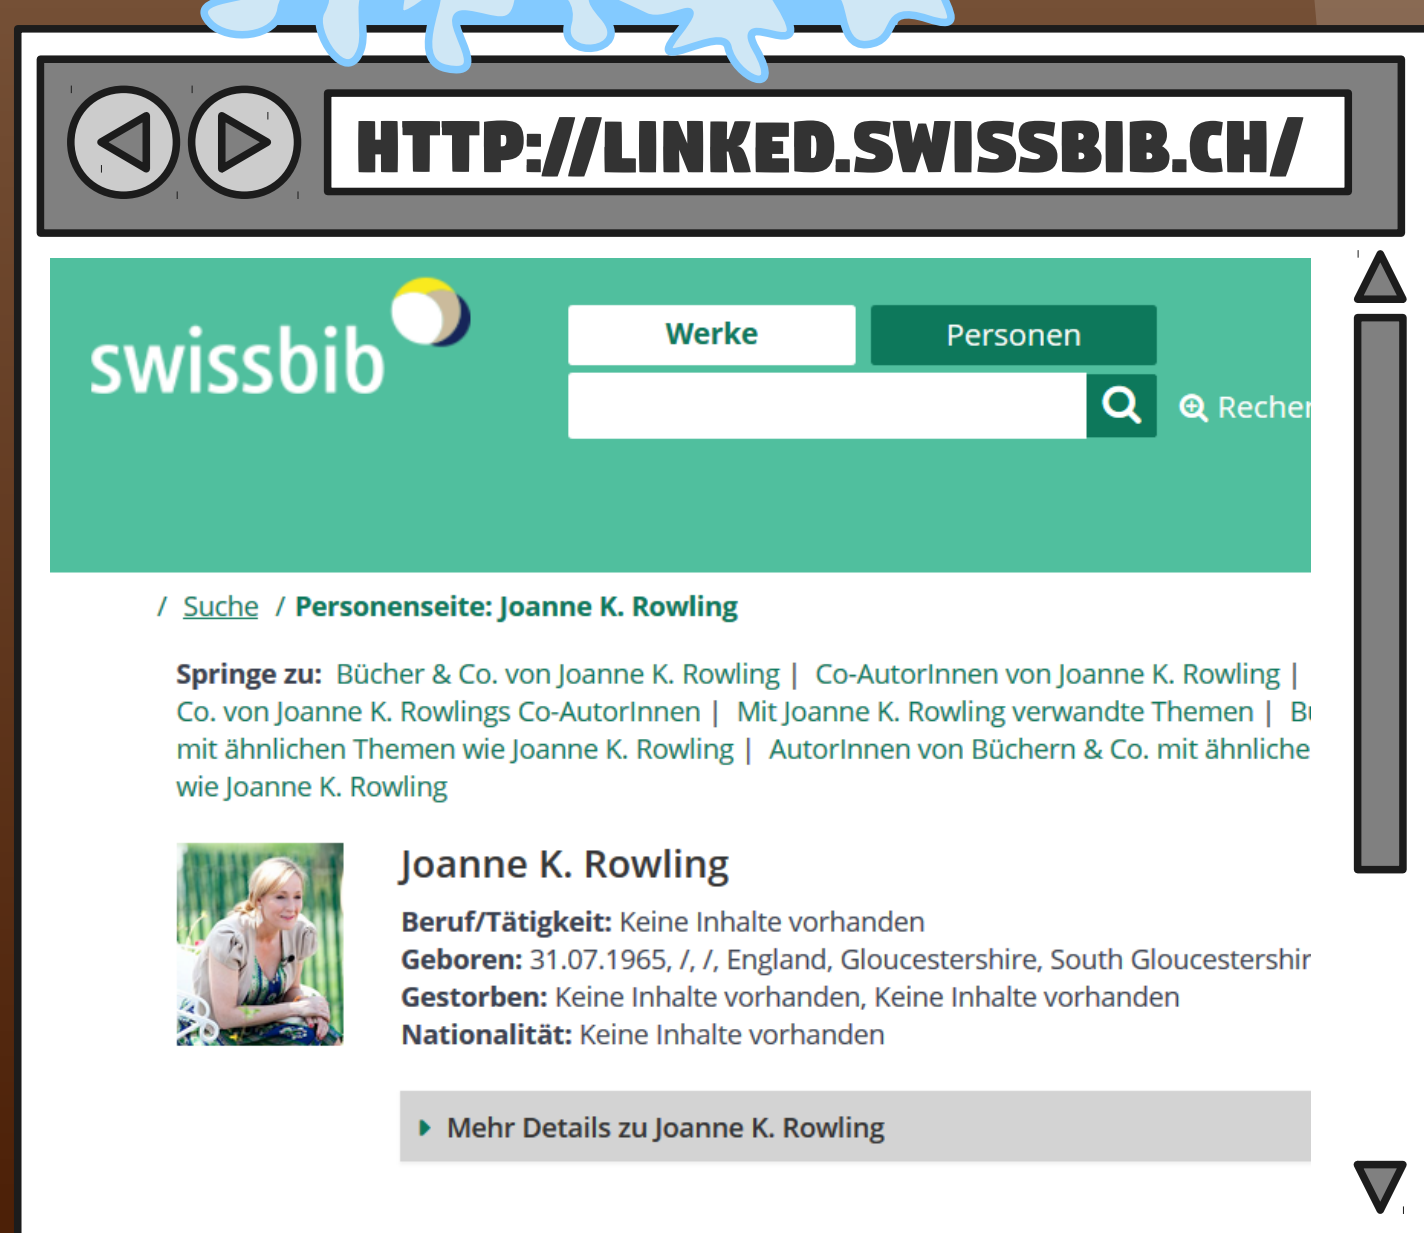 HTTP://LINKED.SWISSBIB.CH/
swissbib
Werke
Personen
Recher
/ Suche / Personenseite: Joanne K. Rowling
Springe zu: Bücher & Co. von Joanne K. Rowling | Co-AutorInnen von Joanne K. Rowling |
Co. von Joanne K. Rowlings Co-AutorInnen | Mit Joanne K. Rowling verwandte Themen |
mit ähnlichen Themen wie Joanne K. Rowling | AutorInnen von Büchern & Co. mit ähnliche
wie Joanne K. Rowling
Joanne K. Rowling
Beruf/Tätigkeit: Keine Inhalte vorhanden
Geboren: 31.07.1965, /, /, England, Gloucestershire, South Gloucestershir
Gestorben: Keine Inhalte vorhanden, Keine Inhalte vorhanden
Nationalität: Keine Inhalte vorhanden
Mehr Details zu Joanne K. Rowling